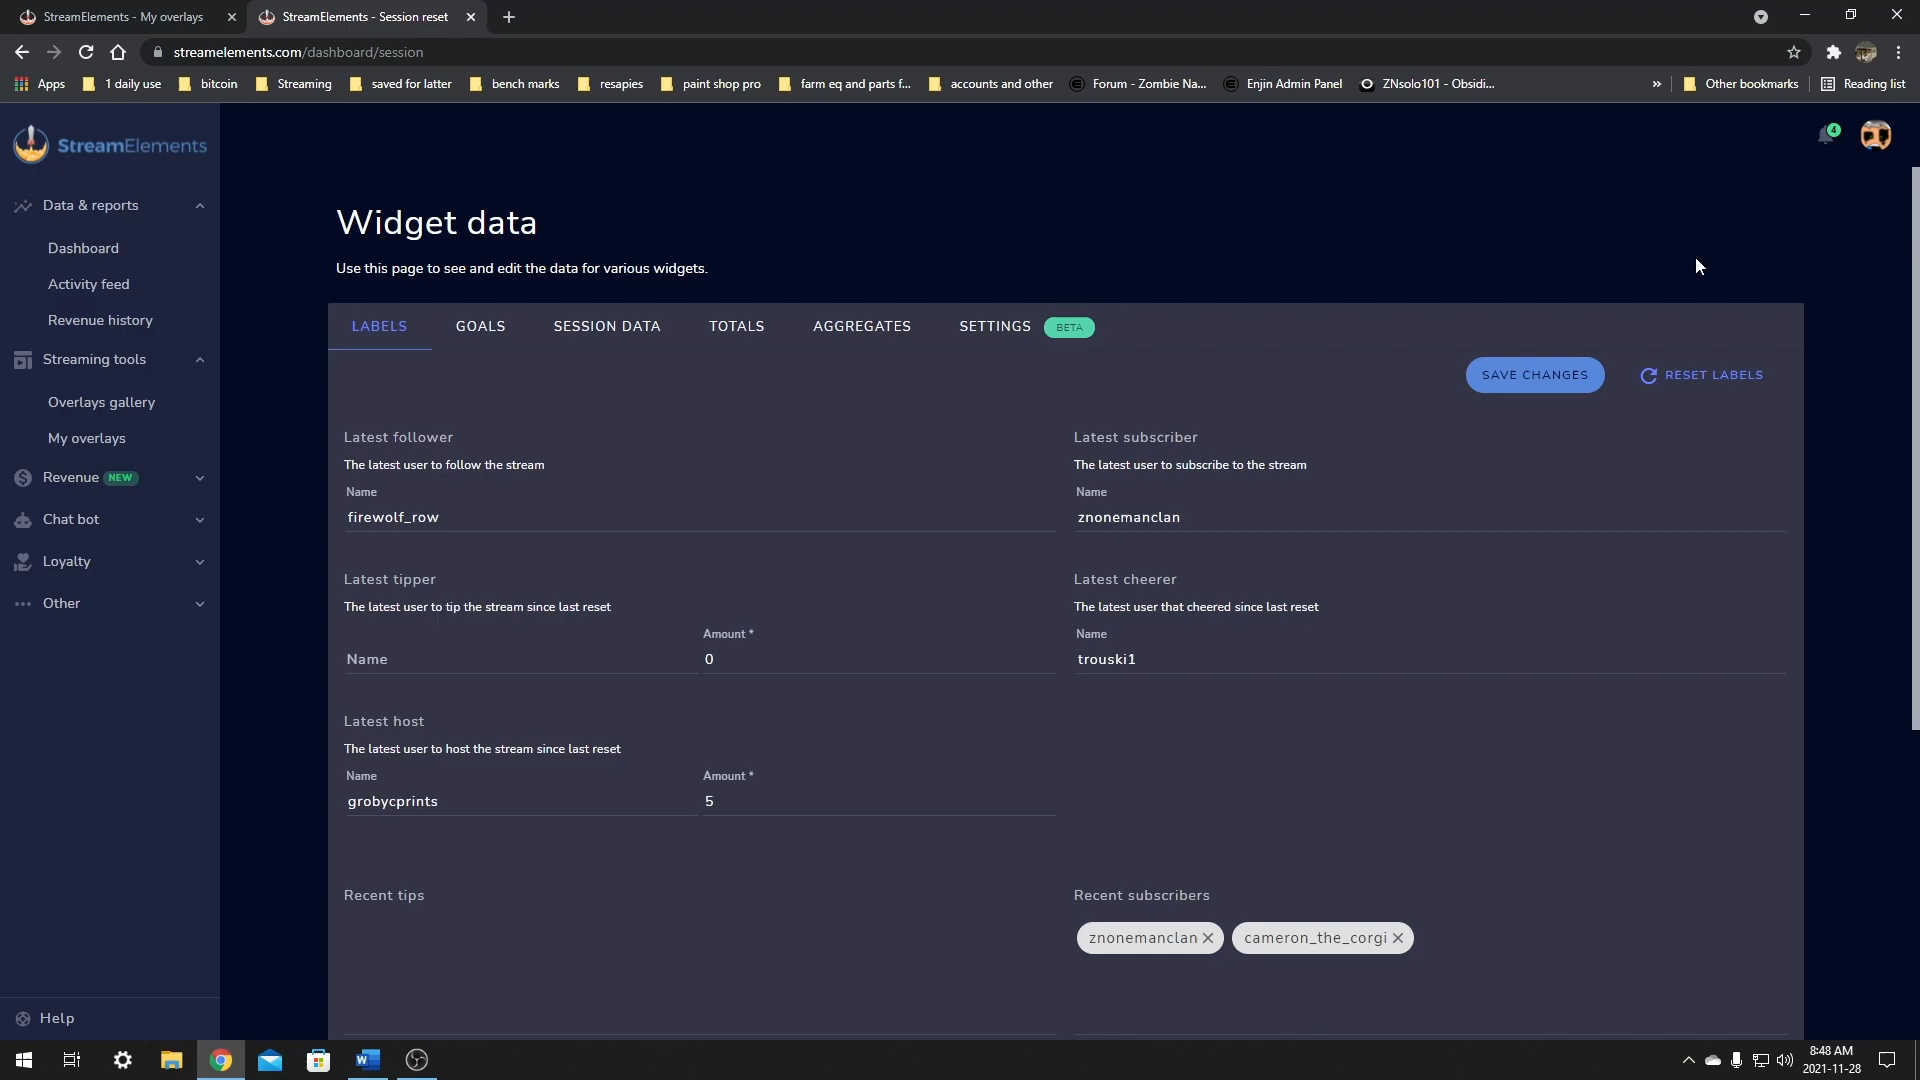 StreamElements - My overlays
StreamElements - Session reset
streamelements.com/dashboard/session
Apps
1 daily use
bitcoin
Streaming
saved for latter
bench marks
resapies
paint shop pro
farm eq and parts f...
accounts and other
Forum - Zombie Na...
Enjin Admin Panel
ZNsolo101 - Obsidi...
»
Other bookmarks
Reading list
StreamElements
4
Data & reports
Dashboard
Activity feed
Revenue history
Streaming tools
Overlays gallery
My overlays
Revenue NEW
Chat bot
Loyalty
Other
Help
Widget data
Use this page to see and edit the data for various widgets.
LABELS
GOALS
SESSION DATA
TOTALS
AGGREGATES
SETTINGS BETA
SAVE CHANGES
RESET LABELS
Latest follower
The latest user to follow the stream
Name
firewolf_row
Latest subscriber
The latest user to subscribe to the stream
Name
znonemanclan
Latest tipper
The latest user to tip the stream since last reset
Name
Amount *
0
Latest cheerer
The latest user that cheered since last reset
Name
trouski1
Latest host
The latest user to host the stream since last reset
Name
grobycprints
Amount *
5
Recent tips
Recent subscribers
znonemanclan
cameron_the_corgi
8:48 AM
2021-11-28